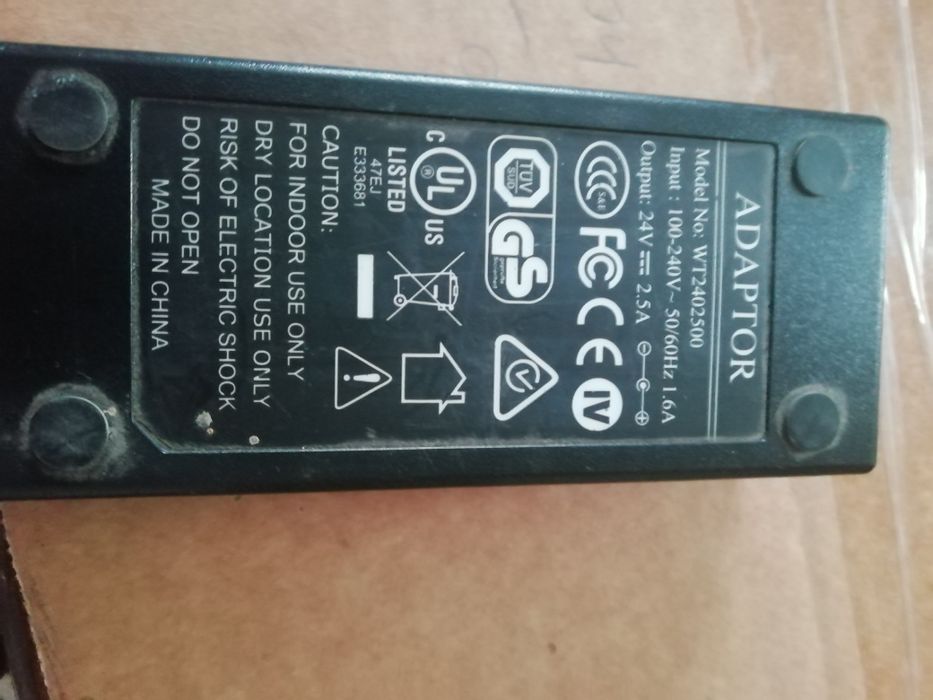 ADAPTOR
Model No: WT2402500
Input : 100-240V~ 50/60Hz 1.6A
Output: 24V ⎓ 2.5A ⊖ ⊕
S&E FC CE IV
TÜV SÜD GS
C UL ® US
LISTED
47EJ
E333681
CAUTION:
FOR INDOOR USE ONLY
DRY LOCATION USE ONLY
RISK OF ELECTRIC SHOCK
DO NOT OPEN
MADE IN CHINA